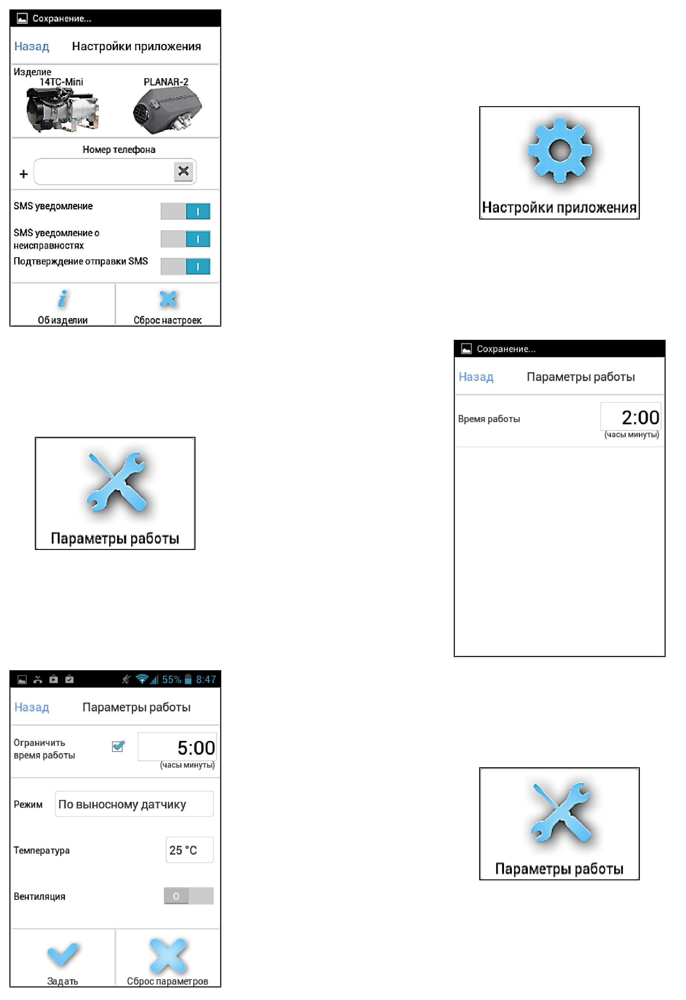 Сохранение...
Назад Настройки приложения
Изделие
14ТС-Mini PLANAR-2
Номер телефона
+
SMS уведомление
SMS уведомление о
неисправностях
Подтверждение отправки SMS
Об изделии Сброс настроек
Настройки приложения
Параметры работы
Сохранение...
Назад Параметры работы
Время работы 2:00
(часы минуты)
55% 8:47
Назад Параметры работы
Ограничить
время работы
5:00
(часы минуты)
Режим По выносному датчику
Температура 25 °C
Вентиляция O
Задать Сброс параметров
Параметры работы